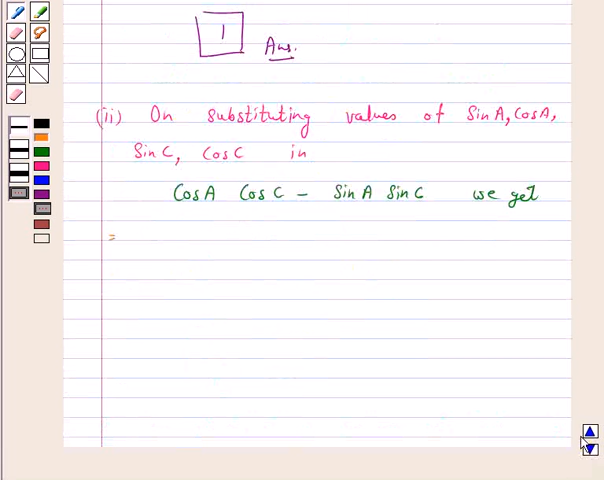 1
Ans.
(ii) On substituting values of Sin A, Cos A,
Sin C, Cos C in
Cos A Cos C - Sin A Sin C we get
=